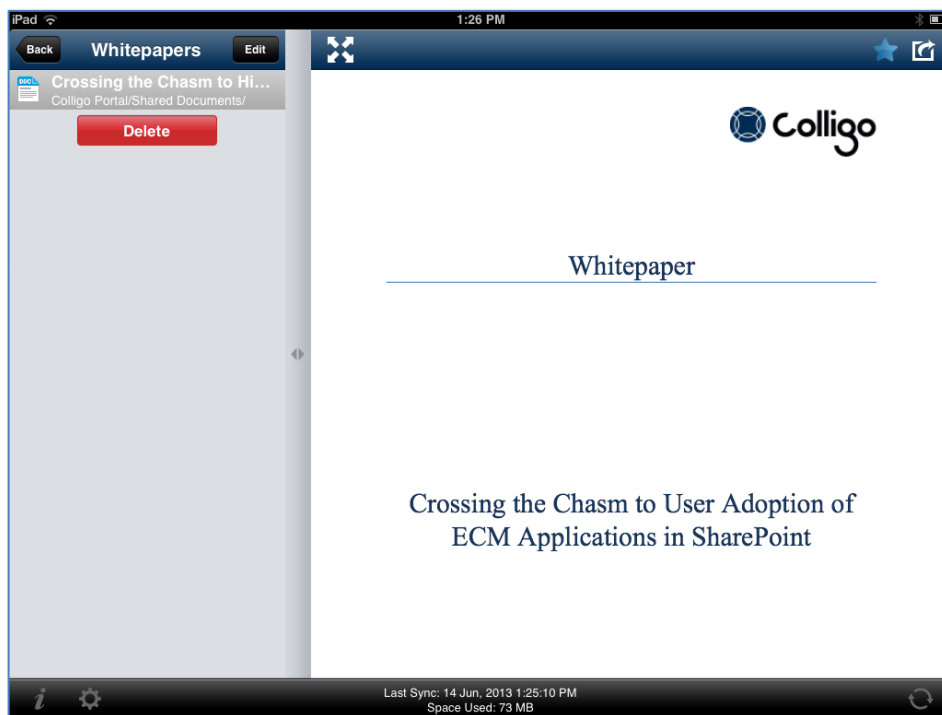 iPad
1:26 PM
Back
Whitepapers
Edit
DOC
Crossing the Chasm to Hi...
Colligo Portal/Shared Documents/
Delete
Colligo
Whitepaper
Crossing the Chasm to User Adoption of
ECM Applications in SharePoint
i
Last Sync: 14 Jun, 2013 1:25:10 PM
Space Used: 73 MB